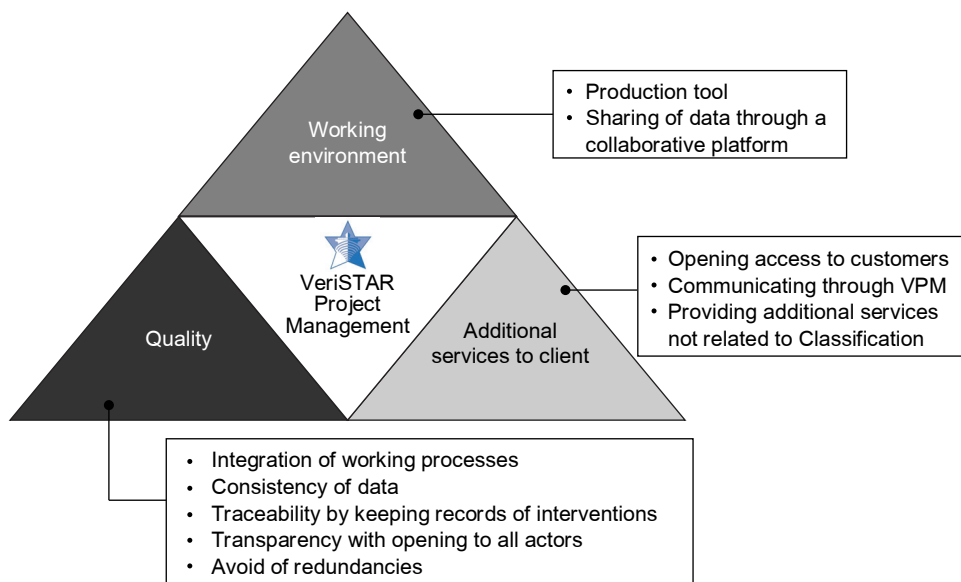 Working
environment
• Production tool
• Sharing of data through a
collaborative platform
VeriSTAR
Project
Management
Quality
Additional
services to client
• Opening access to customers
• Communicating through VPM
• Providing additional services
not related to Classification
• Integration of working processes
• Consistency of data
• Traceability by keeping records of interventions
• Transparency with opening to all actors
• Avoid of redundancies